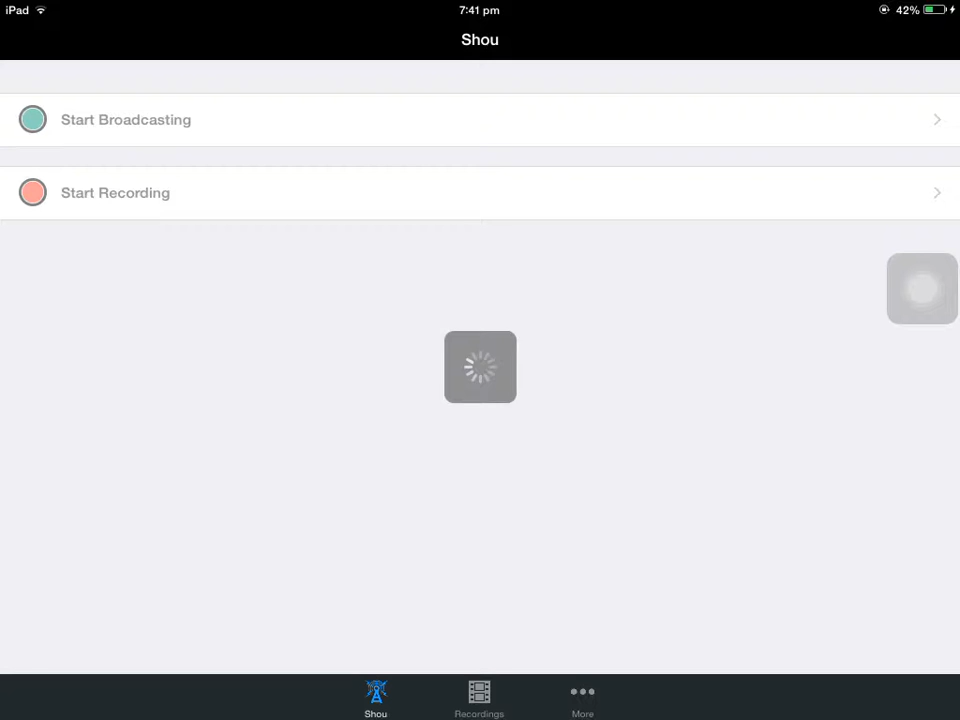 iPad
7:41 pm
42%
Shou
Start Broadcasting
Start Recording
Shou
Recordings
More